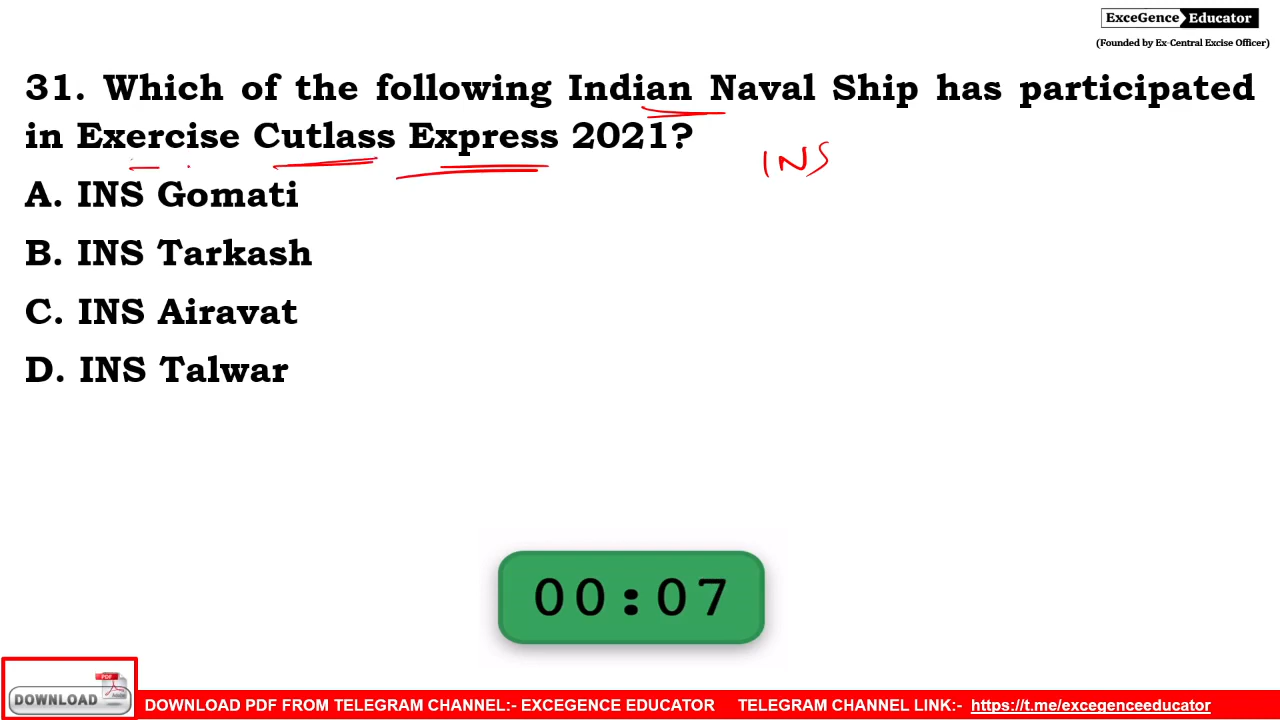 ExceGence Educator
(Founded by Ex-Central Excise Officer)
31. Which of the following Indian Naval Ship has participated
in Exercise Cutlass Express 2021?
INS
A. INS Gomati
B. INS Tarkash
C. INS Airavat
D. INS Talwar
00:07
PDF
DOWNLOAD
DOWNLOAD PDF FROM TELEGRAM CHANNEL:- EXCEGENCE EDUCATOR TELEGRAM CHANNEL LINK:- https://t.me/excegenceeducator